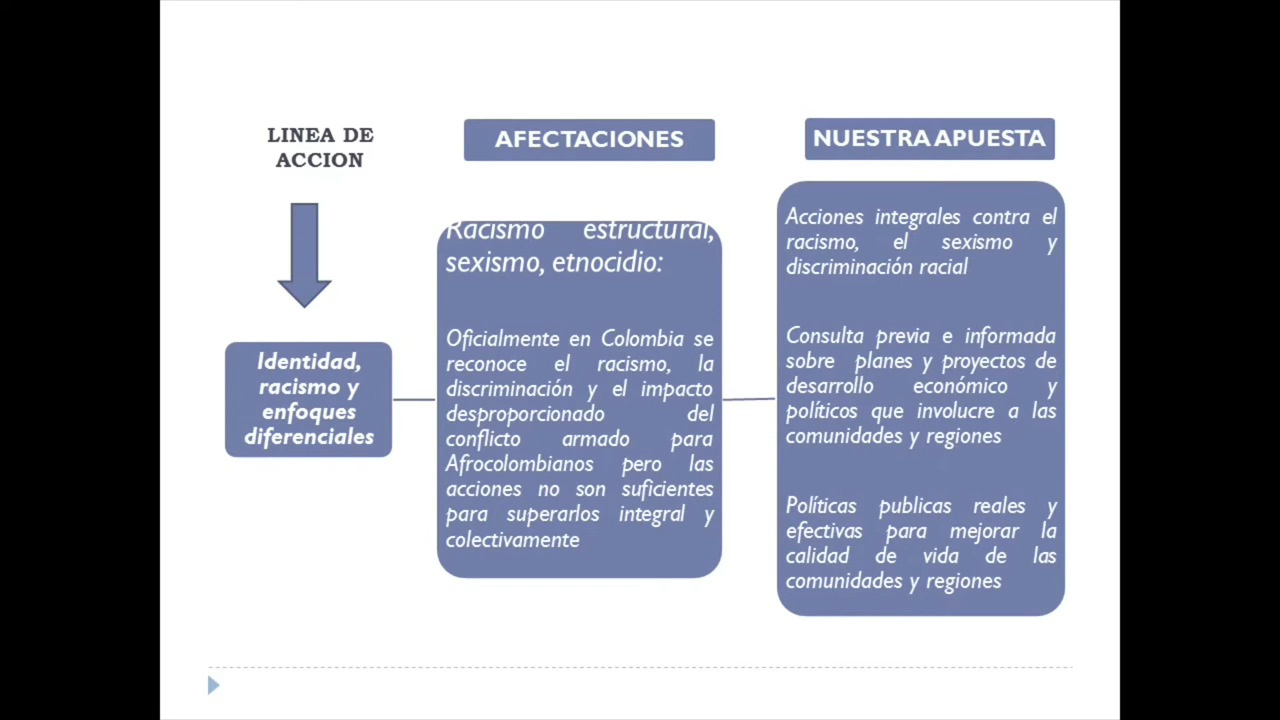 LINEA DE
ACCION
AFECTACIONES
NUESTRA APUESTA
Identidad,
racismo y
enfoques
diferenciales
Racismo estructural,
sexismo, etnocidio:
Oficialmente en Colombia se
reconoce el racismo, la
discriminación y el impacto
desproporcionado del
conflicto armado para
Afrocolombianos pero las
acciones no son suficientes
para superarlos integral y
colectivamente
Acciones integrales contra el
racismo, el sexismo y
discriminación racial
Consulta previa e informada
sobre planes y proyectos de
desarrollo económico y
políticos que involucre a las
comunidades y regiones
Políticas publicas reales y
efectivas para mejorar la
calidad de vida de las
comunidades y regiones